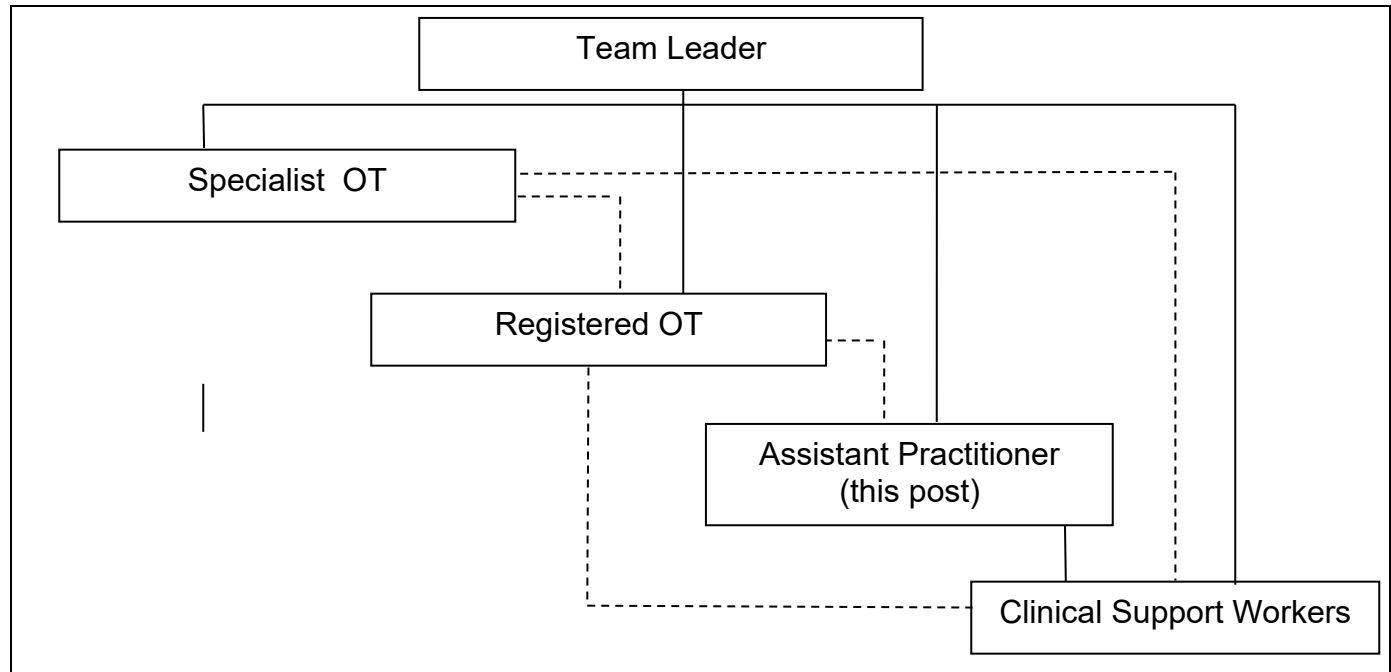 Team Leader
Specialist  OT
Registered OT
Assistant Practitioner
(this post)
Clinical Support Workers